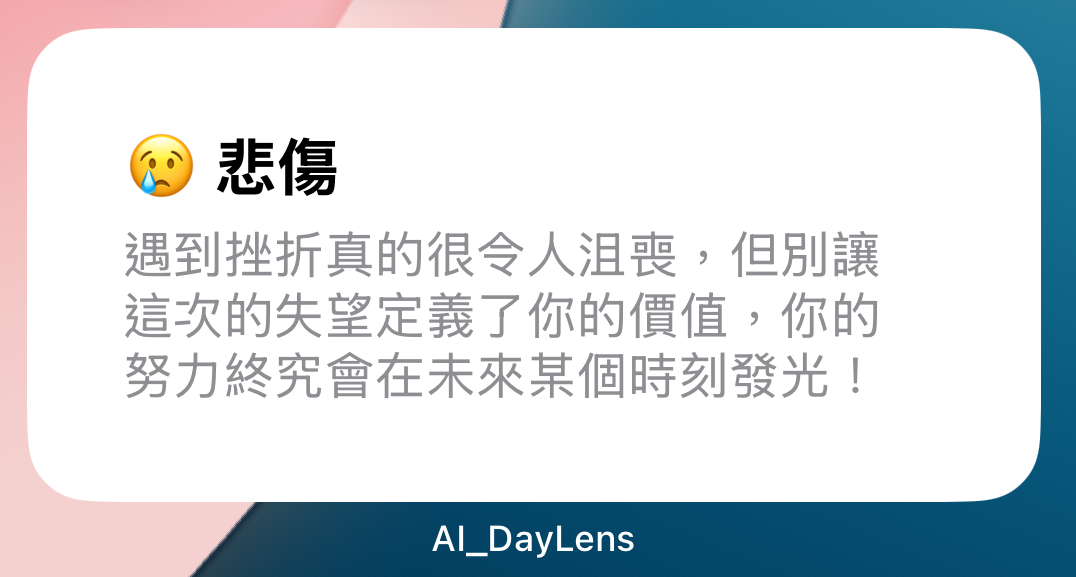 😢 悲傷
遇到挫折真的很令人沮喪，但別讓
這次的失望定義了你的價值，你的
努力終究會在未來某個時刻發光！
AI_DayLens